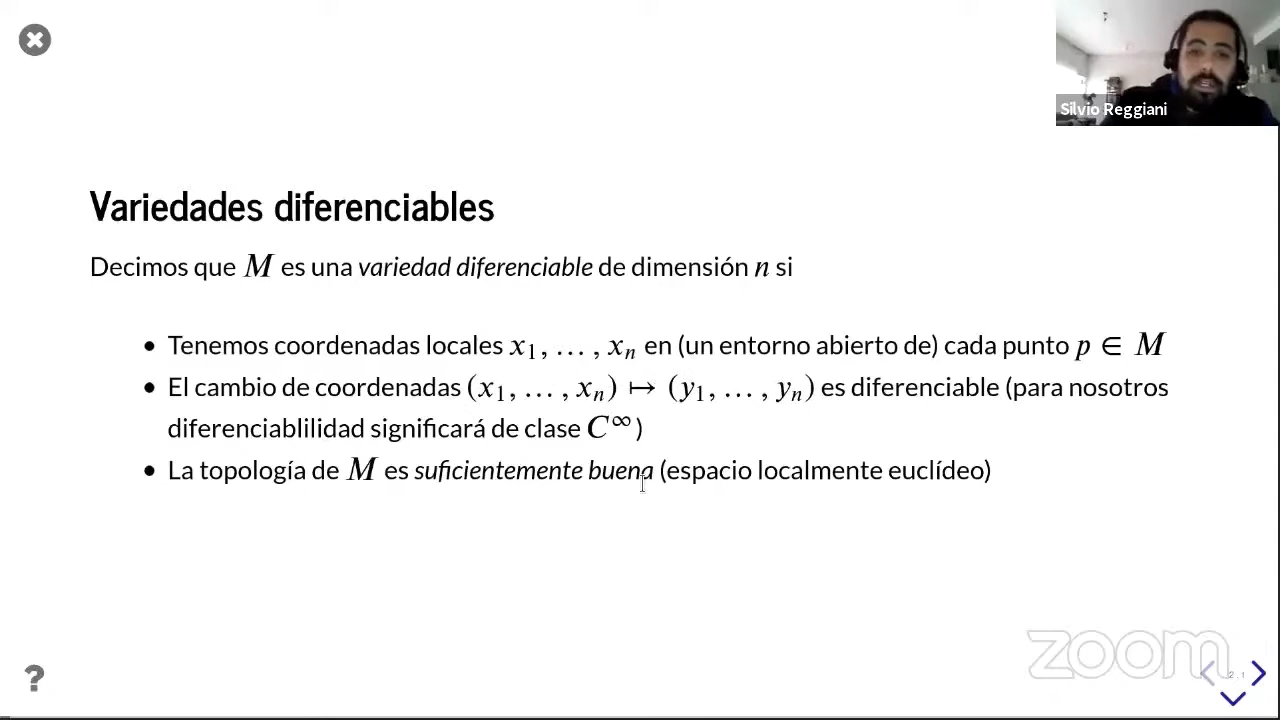 Silvio Reggiani
Variedades diferenciables
Decimos que M es una variedad diferenciable de dimensión n si
• Tenemos coordenadas locales x₁, … , xₙ en (un entorno abierto de) cada punto p ∈ M
• El cambio de coordenadas (x₁, … , xₙ) ↦ (y₁, … , yₙ) es diferenciable (para nosotros
diferenciablilidad significará de clase C^∞)
• La topología de M es suficientemente buena (espacio localmente euclídeo)
zoom
?